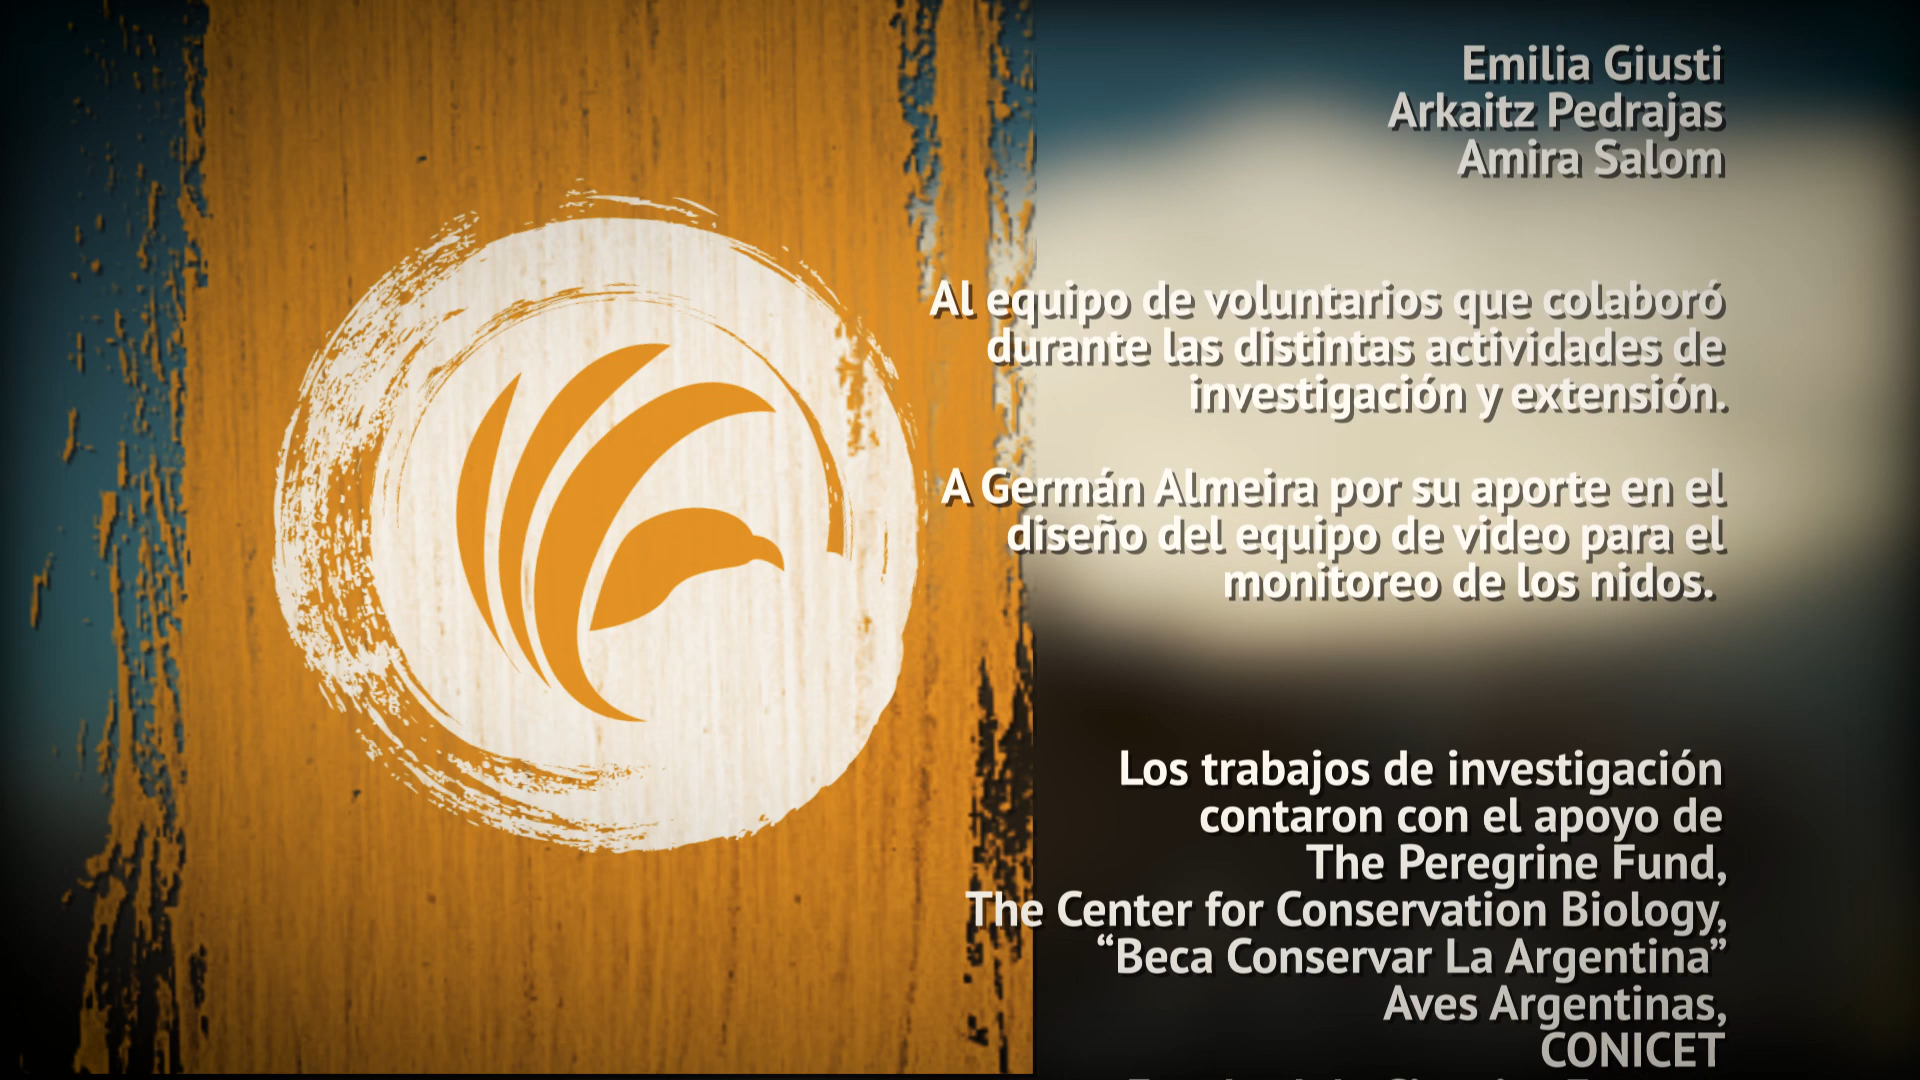 Emilia Giusti
Arkaitz Pedrajas
Amira Salom
Al equipo de voluntarios que colaboró
durante las distintas actividades de
investigación y extensión.
A Germán Almeira por su aporte en el
diseño del equipo de video para el
monitoreo de los nidos.
Los trabajos de investigación
contaron con el apoyo de
The Peregrine Fund,
The Center for Conservation Biology,
“Beca Conservar La Argentina”
Aves Argentinas,
CONICET